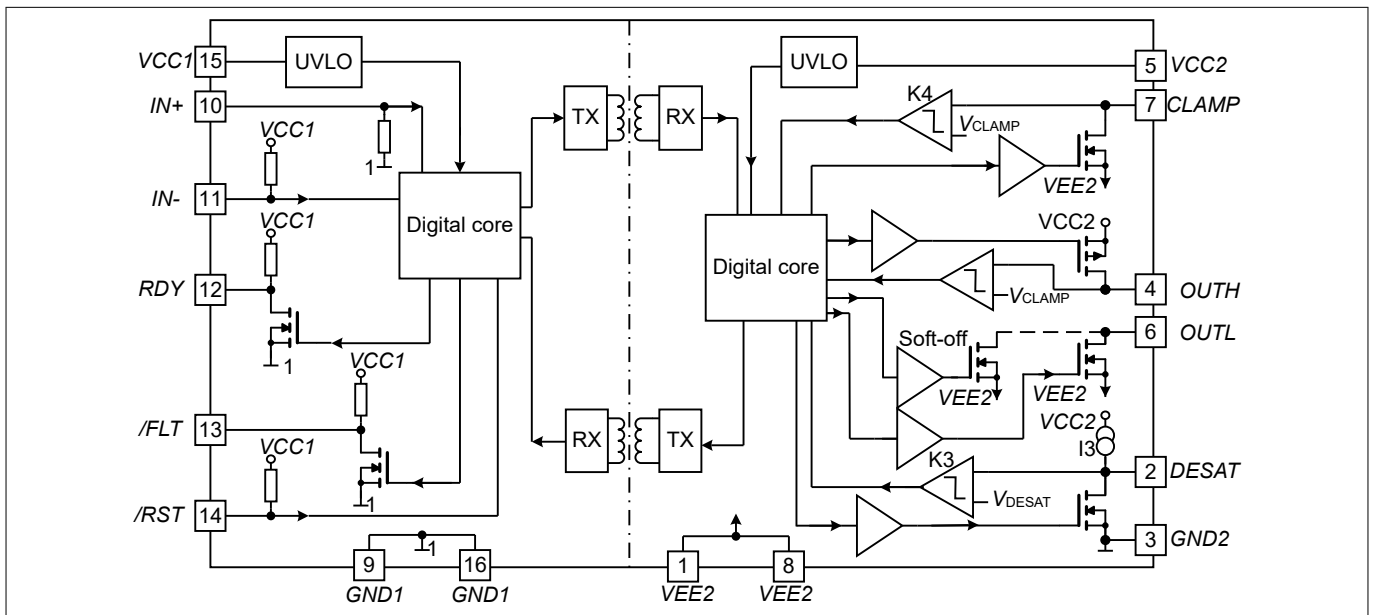 VCC1 15 UVLO
IN+ 10
VCC1
1
IN- 11
VCC1
Digital core
RDY 12
1
VCC1
/FLT 13
VCC1
1
/RST 14
1
9 16
GND1 GND1
TX RX
RX TX
UVLO 5 VCC2
K4 7 CLAMP
VCLAMP
VEE2
VCC2
Digital core
VCLAMP 4 OUTH
6 OUTL
Soft-off
VEE2 VEE2
VCC2
I3
K3 2 DESAT
VDESAT
3 GND2
1 8
VEE2 VEE2